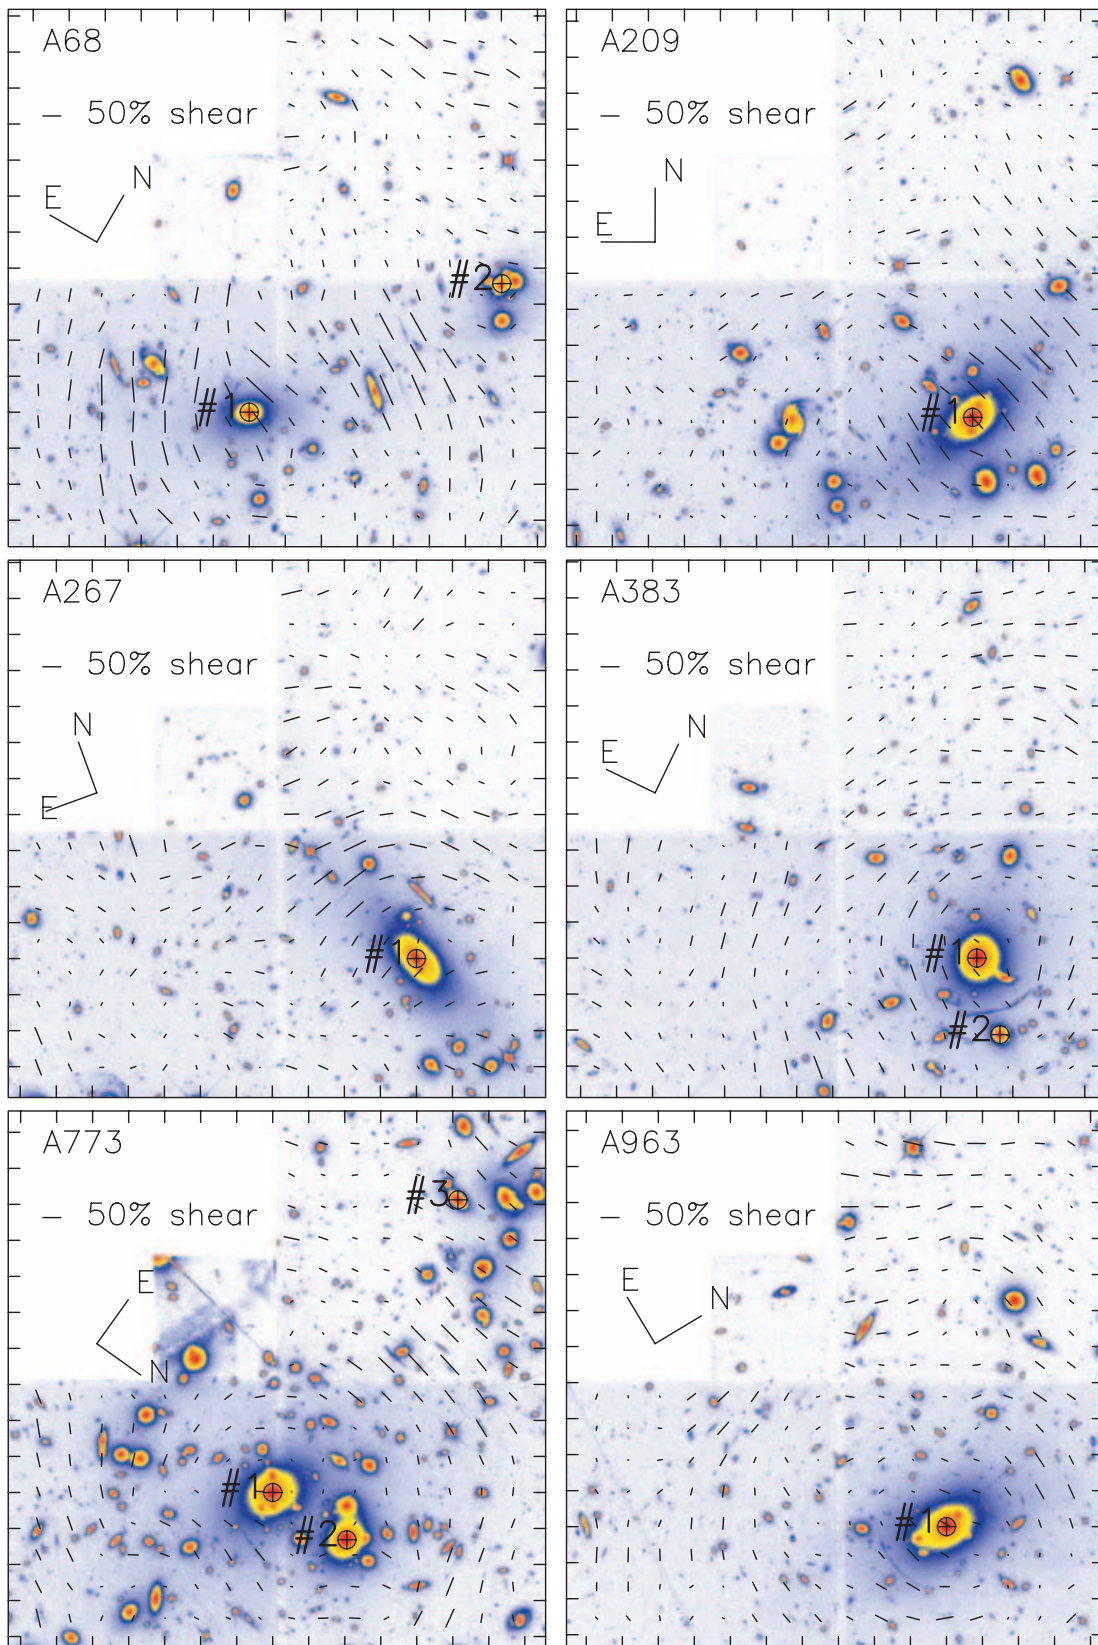 A68
— 50% shear
N
E
#2
#1
A209
— 50% shear
N
E
#1
A267
— 50% shear
N
E
#1
A383
— 50% shear
N
E
#1
#2
A773
— 50% shear
#3
E
N
#1
#2
A963
— 50% shear
E
N
#1